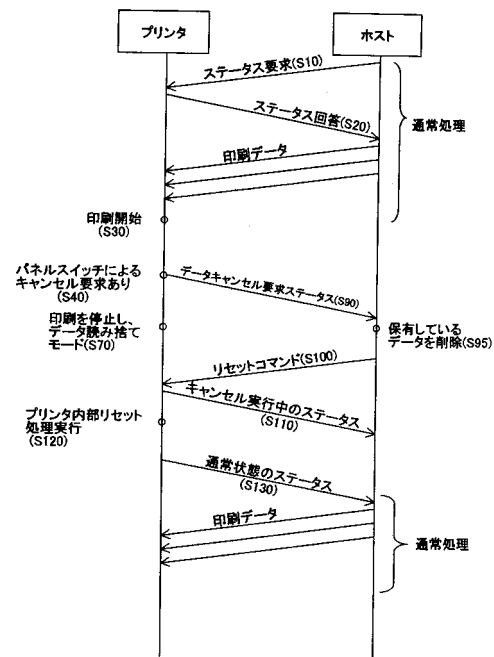 プリンタ
ホスト
ステータス要求(S10)
ステータス回答(S20)
通常処理
印刷データ
印刷開始
(S30)
パネルスイッチによる
キャンセル要求あり
(S40)
データキャンセル要求ステータス(S90)
印刷を停止し、
データ読み捨て
モード(S70)
保有している
データを削除(S95)
リセットコマンド(S100)
キャンセル実行中のステータス
(S110)
プリンタ内部リセット
処理実行
(S120)
通常状態のステータス
(S130)
印刷データ
通常処理